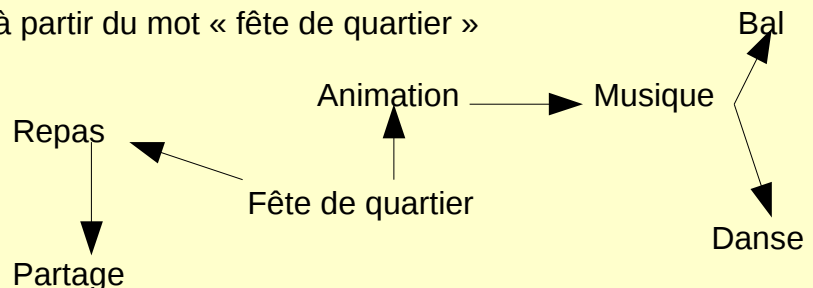 à partir du mot « fête de quartier »
Bal
Animation
Musique
Repas
Fête de quartier
Danse
Partage